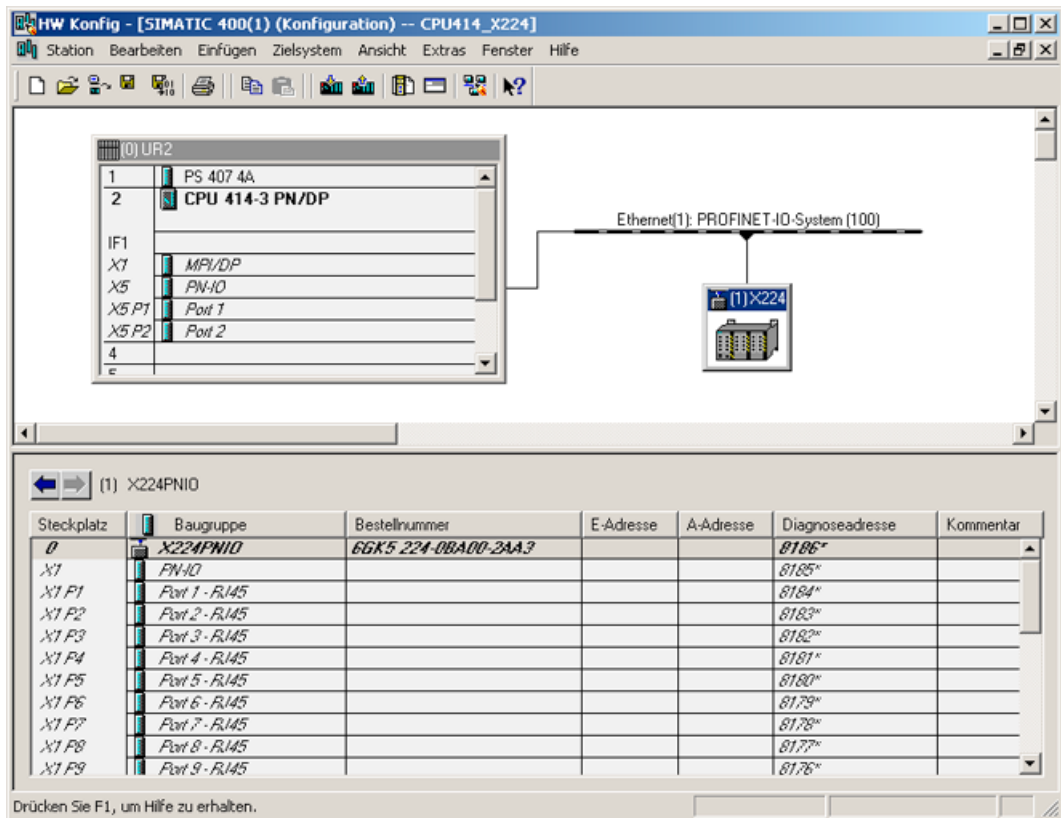 HW Konfig - [SIMATIC 400(1) (Konfiguration) -- CPU414_X224]
Station Bearbeiten Einfügen Zielsystem Ansicht Extras Fenster Hilfe
(0) UR2
1 PS 407 4A
2 CPU 414-3 PN/DP
IF1
X1 MPI/DP
X5 PN-IO
X5 P1 Port 1
X5 P2 Port 2
4
Ethernet(1): PROFINET-IO-System (100)
(1) X224
(1) X224PNIO
Steckplatz Baugruppe Bestellnummer E-Adresse A-Adresse Diagnoseadresse Kommentar
0 X224PNIO 6GK5 224-0BA00-2AA3 8186*
X1 PN-IO 8185*
X1 P1 Port 1 - RJ45 8184*
X1 P2 Port 2 - RJ45 8183*
X1 P3 Port 3 - RJ45 8182*
X1 P4 Port 4 - RJ45 8181*
X1 P5 Port 5 - RJ45 8180*
X1 P6 Port 6 - RJ45 8179*
X1 P7 Port 7 - RJ45 8178*
X1 P8 Port 8 - RJ45 8177*
X1 P9 Port 9 - RJ45 8176*
Drücken Sie F1, um Hilfe zu erhalten.